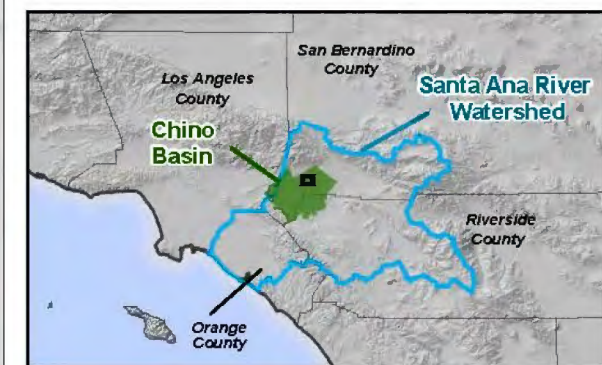 San Bernardino
County
Los Angeles
County
Santa Ana River
Watershed
Chino
Basin
Riverside
County
Orange
County